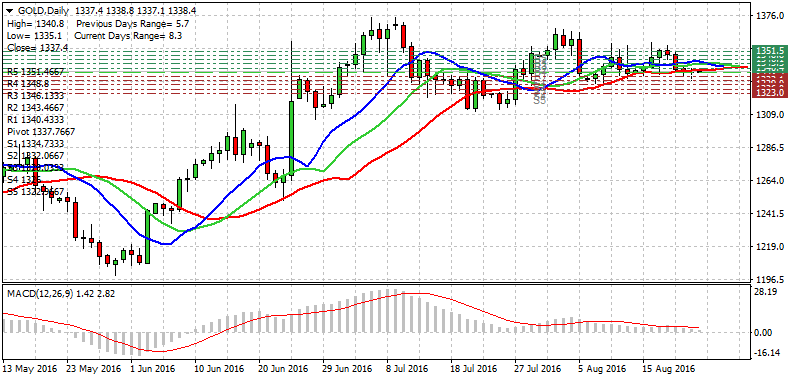 GOLD,Daily 1337.4 1338.8 1337.1 1338.4
High= 1340.8 Previous Days Range= 5.7
Low= 1335.1 Current Days Range= 8.3
Close= 1337.4
R5 1351.4667
R4 1348.8
R3 1346.1333
R2 1343.4667
R1 1340.4333
Pivot 1337.7667
S1 1334.7333
S2 1332.0667
S4
S5
S5
1376.0
1351.5
1323.0
1309.0
1286.5
1264.0
1241.5
1219.0
1196.5
MACD(12,26,9) 1.42 2.82
28.19
0.00
-16.14
13 May 2016 23 May 2016 1 Jun 2016 10 Jun 2016 20 Jun 2016 29 Jun 2016 8 Jul 2016 18 Jul 2016 27 Jul 2016 5 Aug 2016 15 Aug 2016